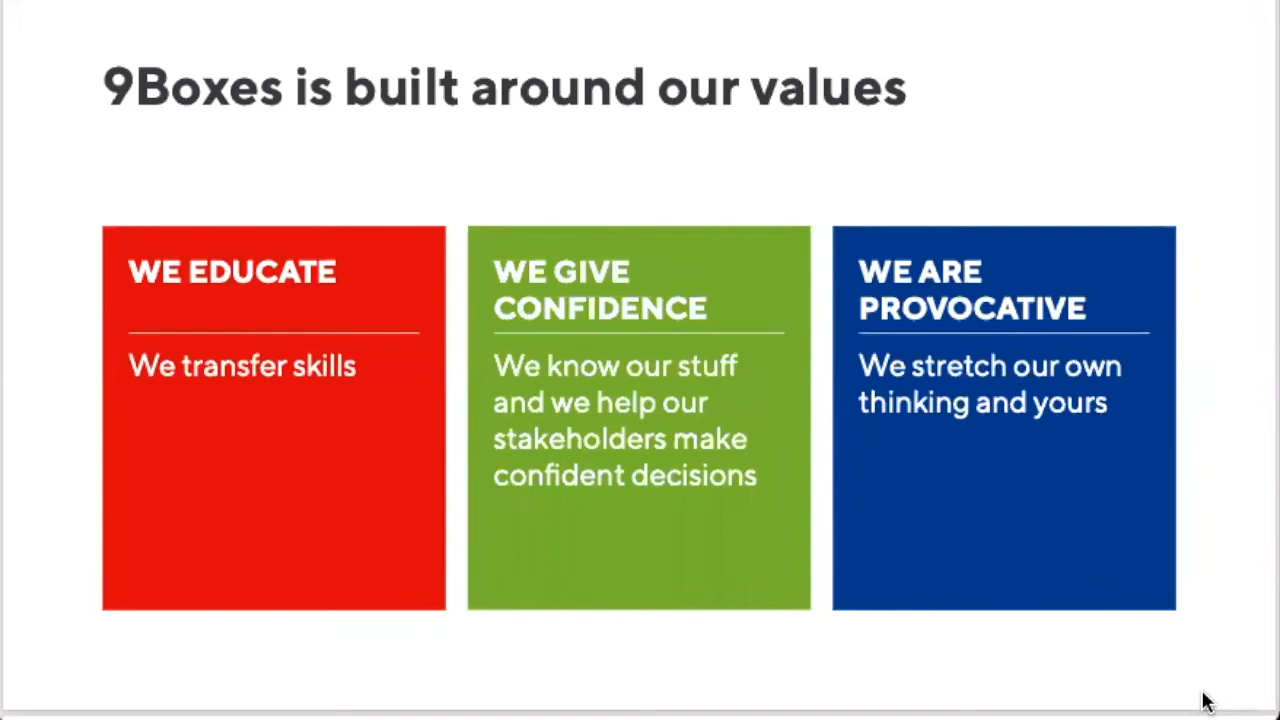 9Boxes is built around our values
WE EDUCATE
We transfer skills
WE GIVE
CONFIDENCE
We know our stuff
and we help our
stakeholders make
confident decisions
WE ARE
PROVOCATIVE
We stretch our own
thinking and yours